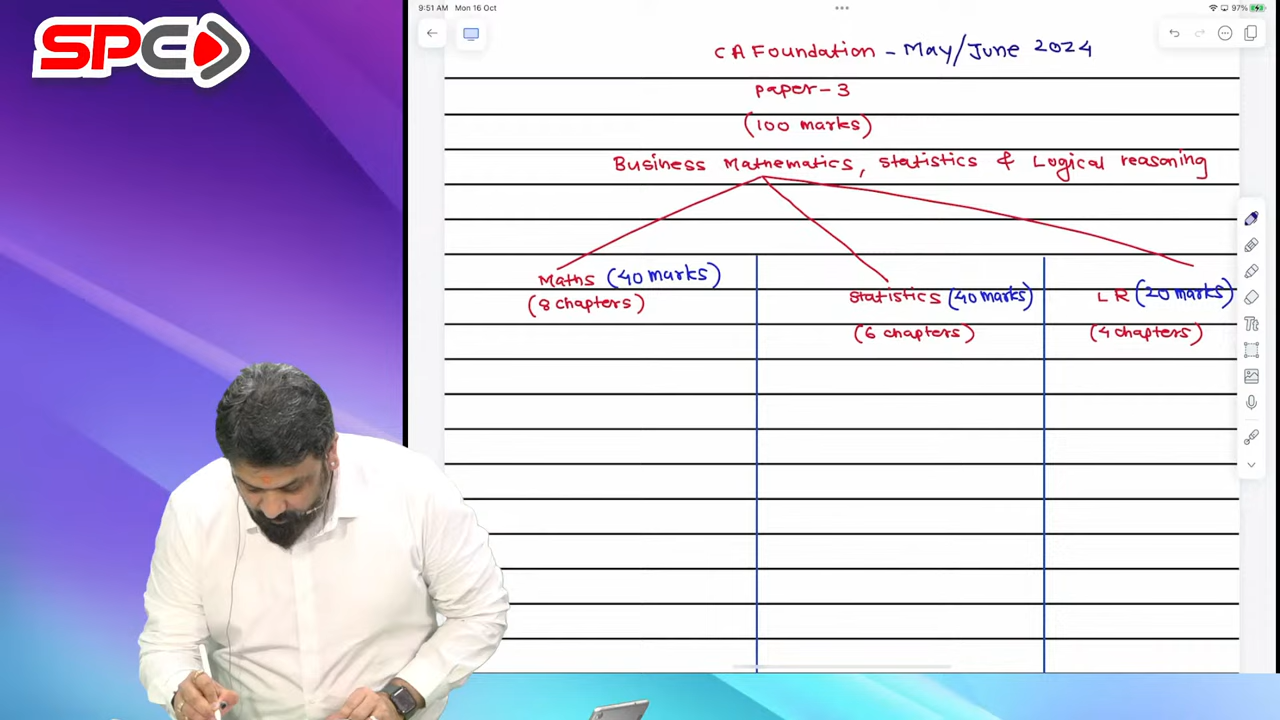 SPE
9:51 AM Mon 16 Oct
97%
CA Foundation - May/June 2024
paper-3
(100 marks)
Business Mathematics, statistics & Logical reasoning
Maths (40 marks)
(8 chapters)
statistics (40 marks)
(6 chapters)
LR (20 marks)
(4 chapters)
Tt